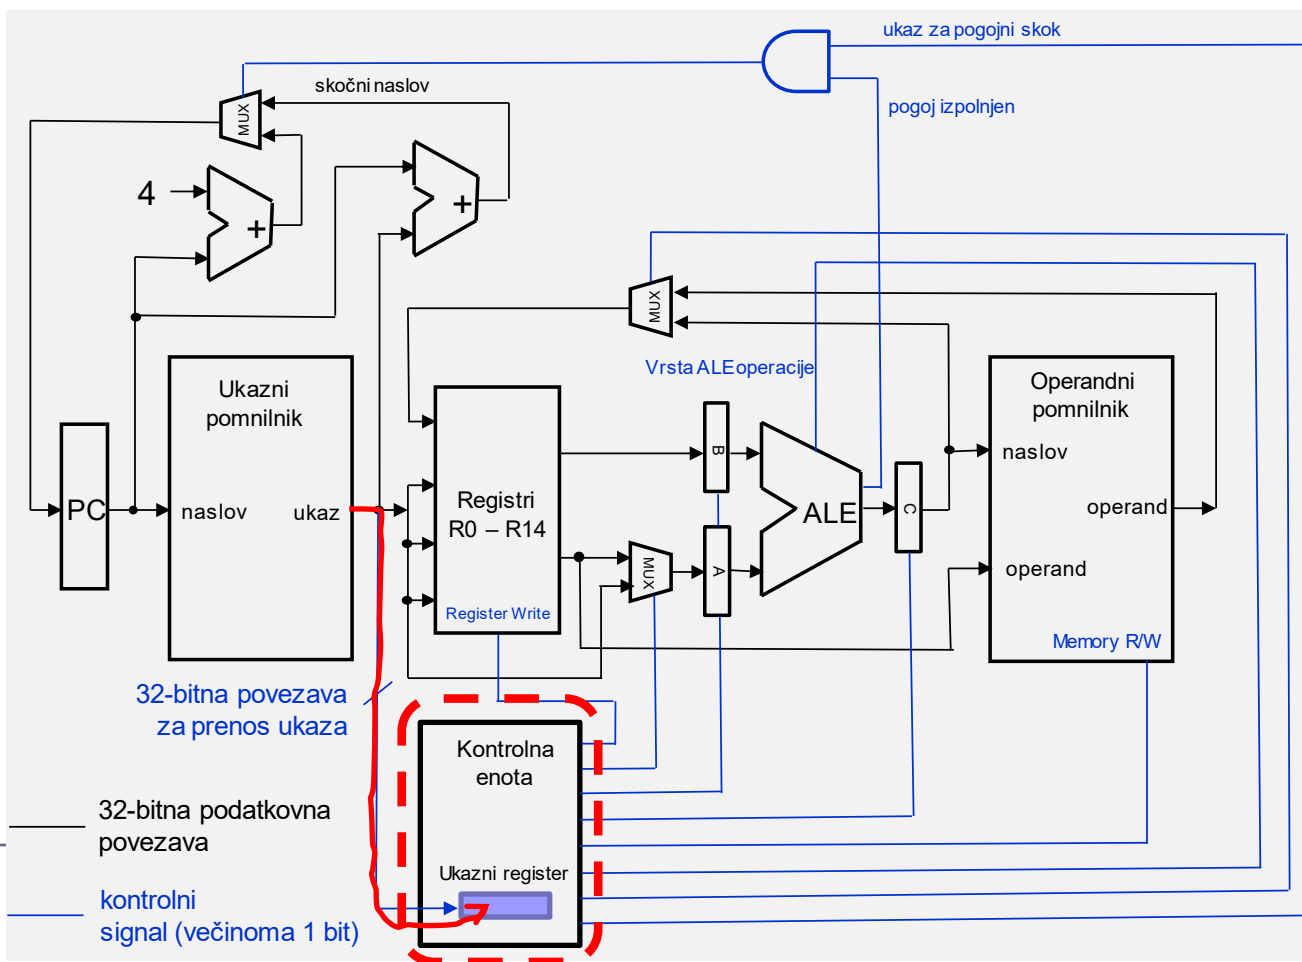 ukaz za pogojni skok
skočni naslov
MUX
pogoj izpolnjen
4
+
+
MUX
Vrsta ALE operacije
Ukazni
pomnilnik
Operandni
pomnilnik
B
naslov
PC
naslov
ukaz
Registri
R0 – R14
ALE
C
operand
MUX
A
operand
Register Write
Memory R/W
32-bitna povezava
za prenos ukaza
Kontrolna
enota
32-bitna podatkovna
povezava
Ukazni register
kontrolni
signal (večinoma 1 bit)